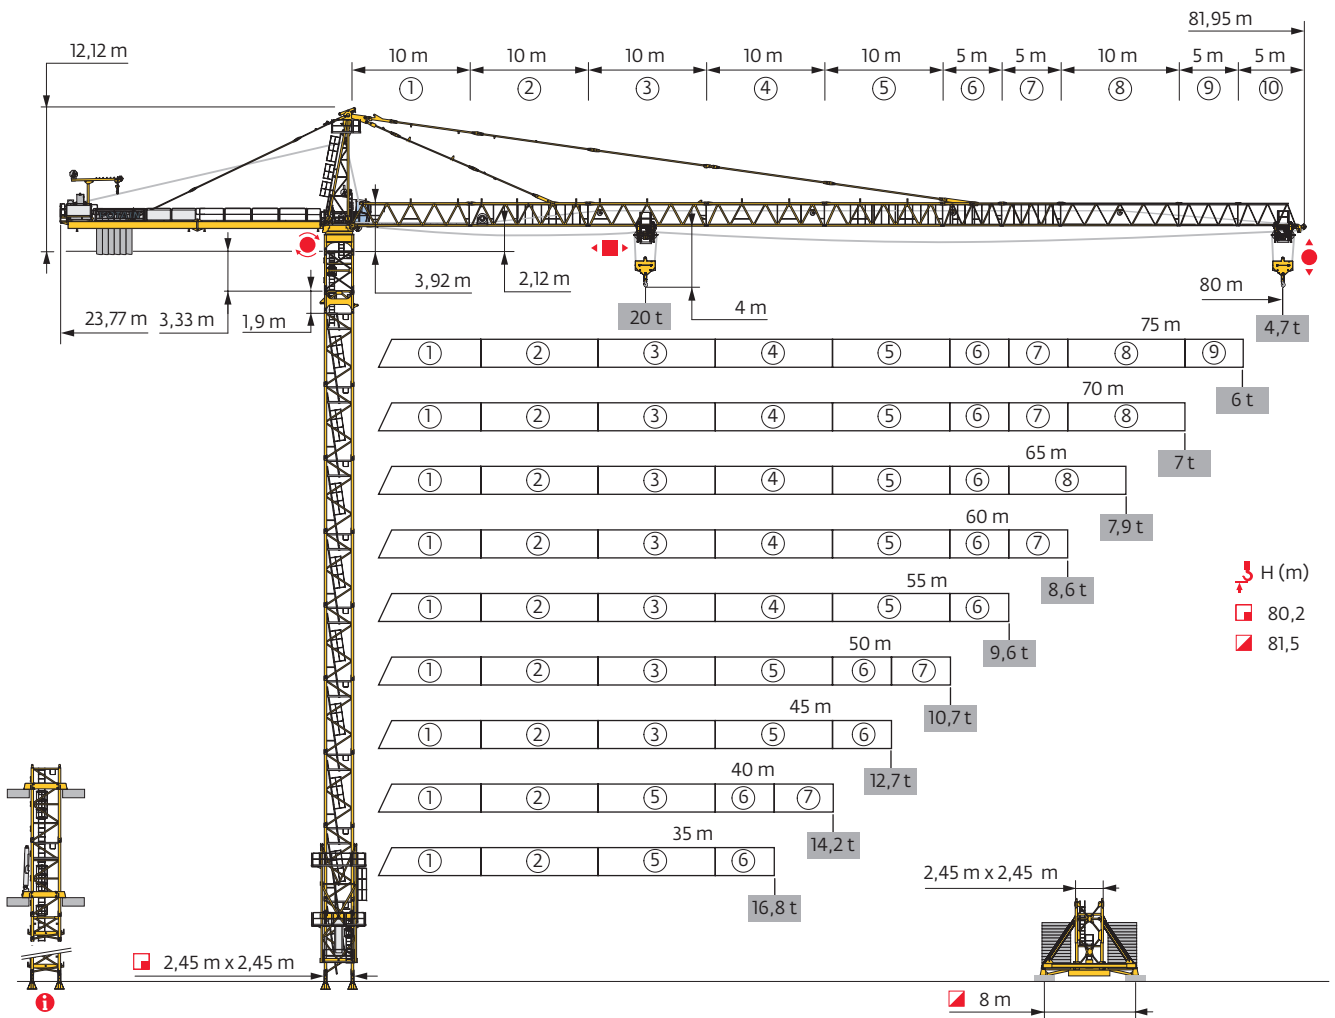 81,95 m
12,12 m
10 m 10 m 10 m 10 m 10 m 5 m 5 m 10 m 5 m 5 m
1 2 3 4 5 6 7 8 9 10
3,92 m 2,12 m
80 m
23,77 m 3,33 m 1,9 m
20 t 4 m
4,7 t
75 m
1 2 3 4 5 6 7 8 9
6 t
70 m
1 2 3 4 5 6 7 8
7 t
65 m
1 2 3 4 5 6 8
7,9 t
60 m
1 2 3 4 5 6 7
8,6 t
H (m)
80,2
81,5
55 m
1 2 3 4 5 6
9,6 t
50 m
1 2 3 5 6 7
10,7 t
45 m
1 2 3 5 6
12,7 t
40 m
1 2 5 6 7
14,2 t
35 m
1 2 5 6
16,8 t
2,45 m x 2,45 m
2,45 m x 2,45 m
i
8 m